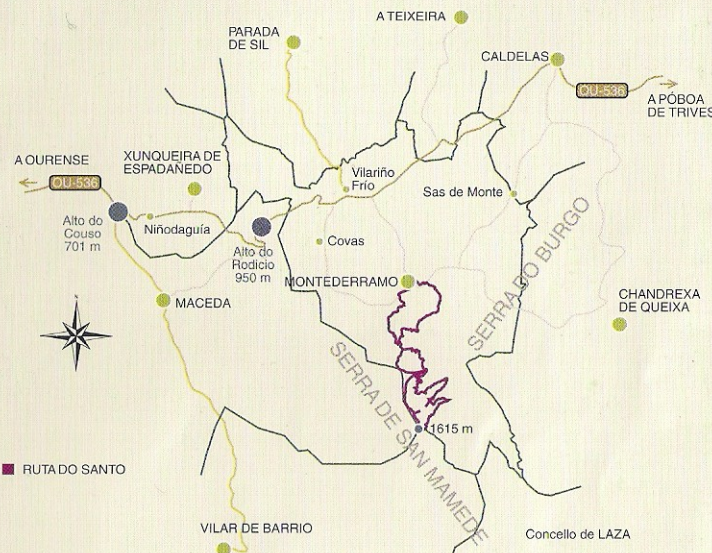 A TEIXEIRA
PARADA
DE SIL
CALDELAS
OU-536
A PÓBOA
DE TRIVES
A OURENSE
OU-536
XUNQUEIRA DE
ESPADAÑEDO
Vilariño
Frío
Sas de Monte
Alto do
Couso
701 m
Niñodaguía
Alto do
Rodicio
950 m
Covas
MONTEDERRAMO
SERRA DO BURGO
MACEDA
CHANDREXA
DE QUEIXA
SERRA DE SAN MAMEDE
1615 m
RUTA DO SANTO
VILAR DE BARRIO
Concello de LAZA